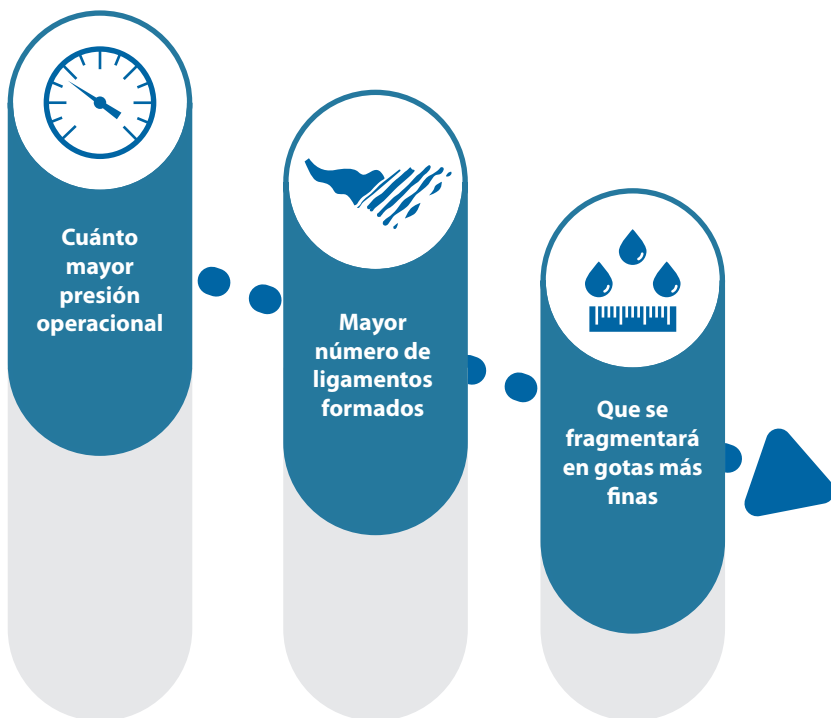 Cuánto
mayor
presión
operacional
Mayor
número de
ligamentos
formados
Que se
fragmentará
en gotas más
finas